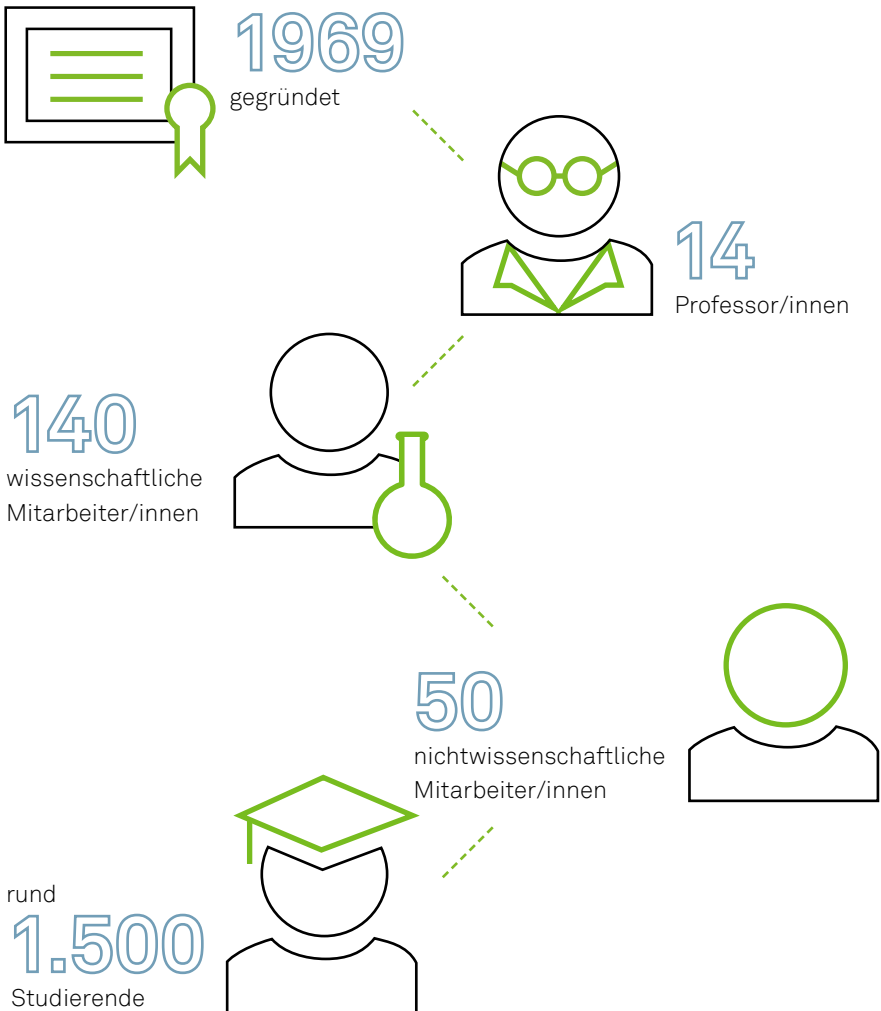 1969
gegründet
14
Professor/innen
140
wissenschaftliche
Mitarbeiter/innen
50
nichtwissenschaftliche
Mitarbeiter/innen
rund
1.500
Studierende